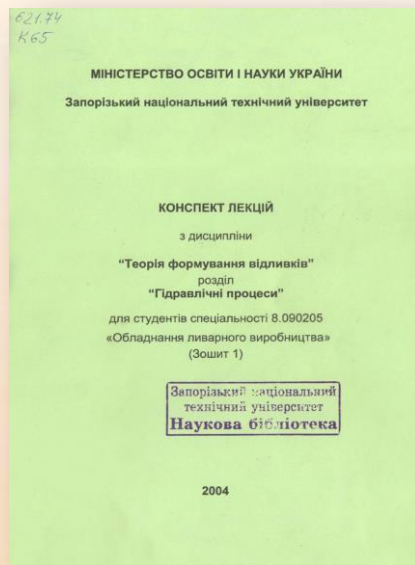 621.74
К65
МІНІСТЕРСТВО ОСВІТИ І НАУКИ УКРАЇНИ
Запорізький національний технічний університет
КОНСПЕКТ ЛЕКЦІЙ
з дисципліни
“Теорія формування відливків”
розділ
“Гідравлічні процеси”
для студентів спеціальності 8.090205
«Обладнання ливарного виробництва»
(Зошит 1)
Запорізький національний
технічний університет
Наукова бібліотека
2004